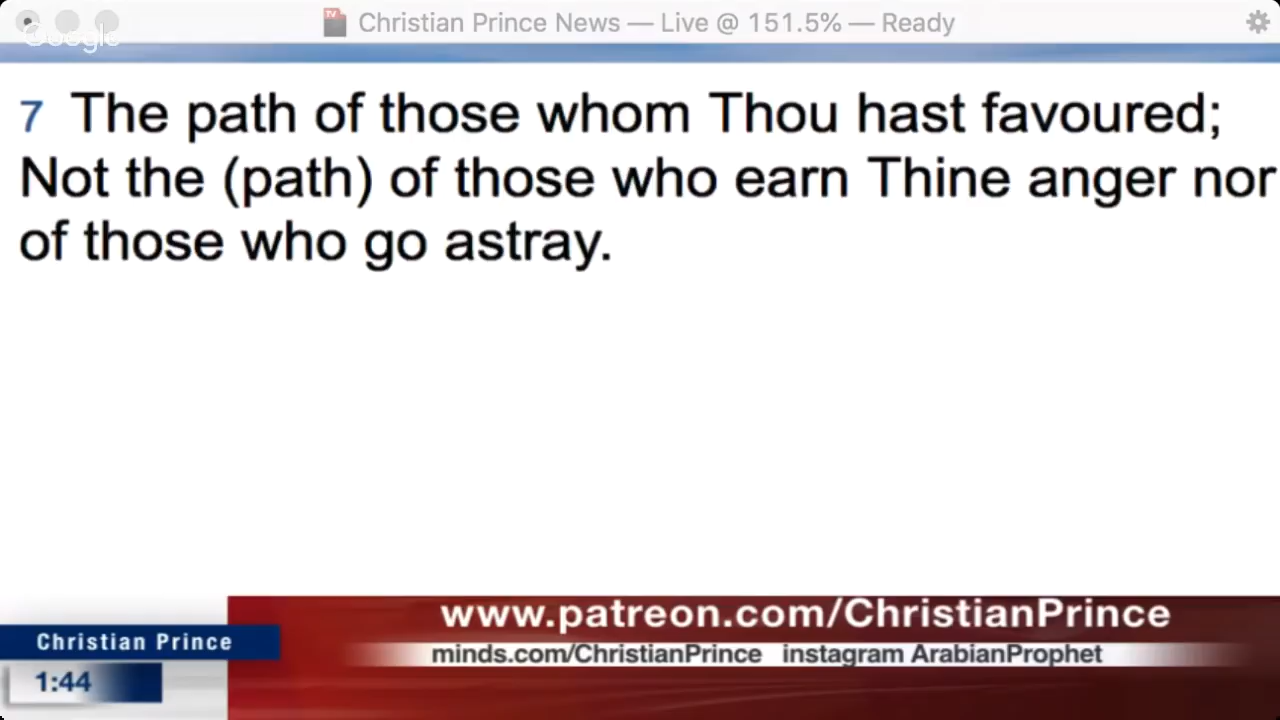 Christian Prince News — Live @ 151.5% — Ready
Google
7 The path of those whom Thou hast favoured;
Not the (path) of those who earn Thine anger nor
of those who go astray.
www.patreon.com/ChristianPrince
Christian Prince
minds.com/ChristianPrince instagram ArabianProphet
1:44